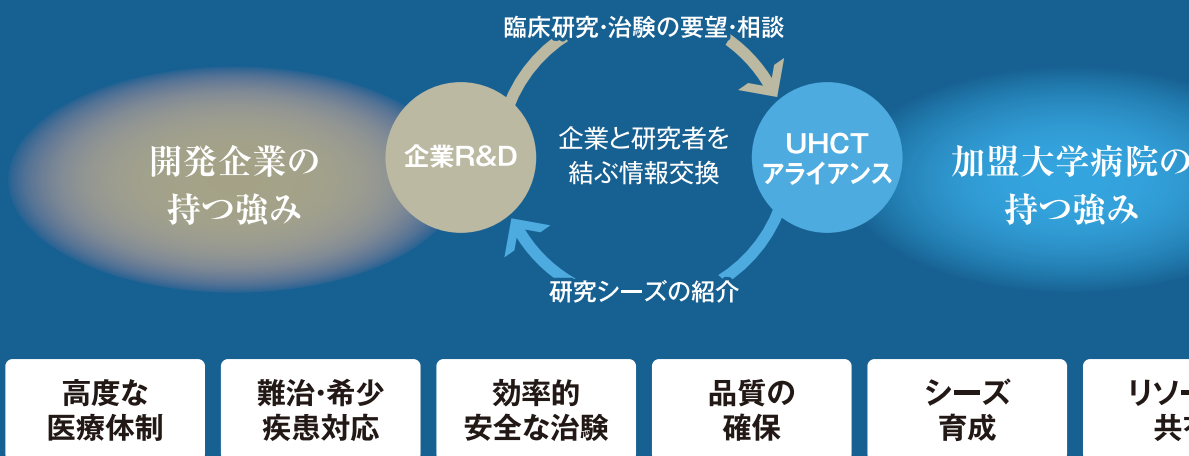 臨床研究・治験の要望・相談
開発企業の
持つ強み
企業R&D
企業と研究者を
結ぶ情報交換
UHCT
アライアンス
加盟大学病院の
持つ強み
研究シーズの紹介
高度な
医療体制
難治・希少
疾患対応
効率的
安全な治験
品質の
確保
シーズ
育成
リソー
共